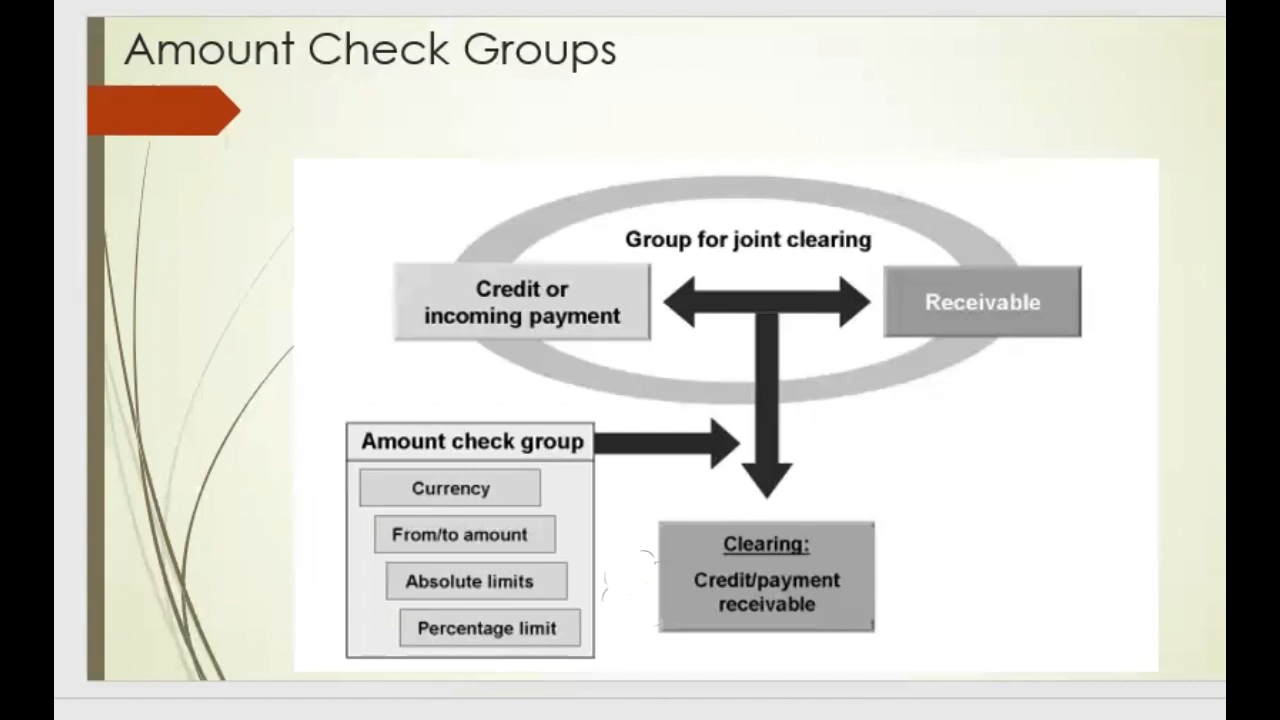 Amount Check Groups
Group for joint clearing
Credit or
incoming payment
Receivable
Amount check group
Currency
From/to amount
Absolute limits
Percentage limit
Clearing:
Credit/payment
receivable